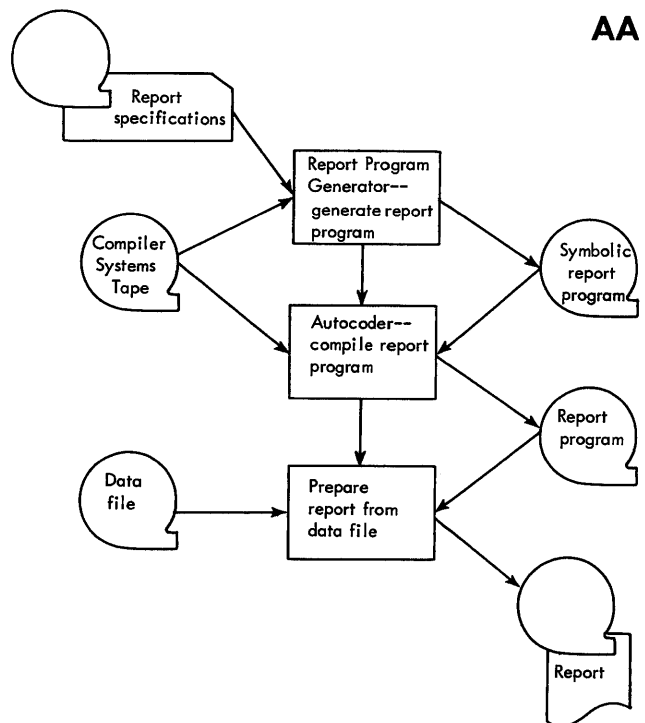 AA
Report
specifications
Report Program
Generator--
generate report
program
Compiler
Systems
Tape
Symbolic
report
program
Autocoder--
compile report
program
Report
program
Data
file
Prepare
report from
data file
Report